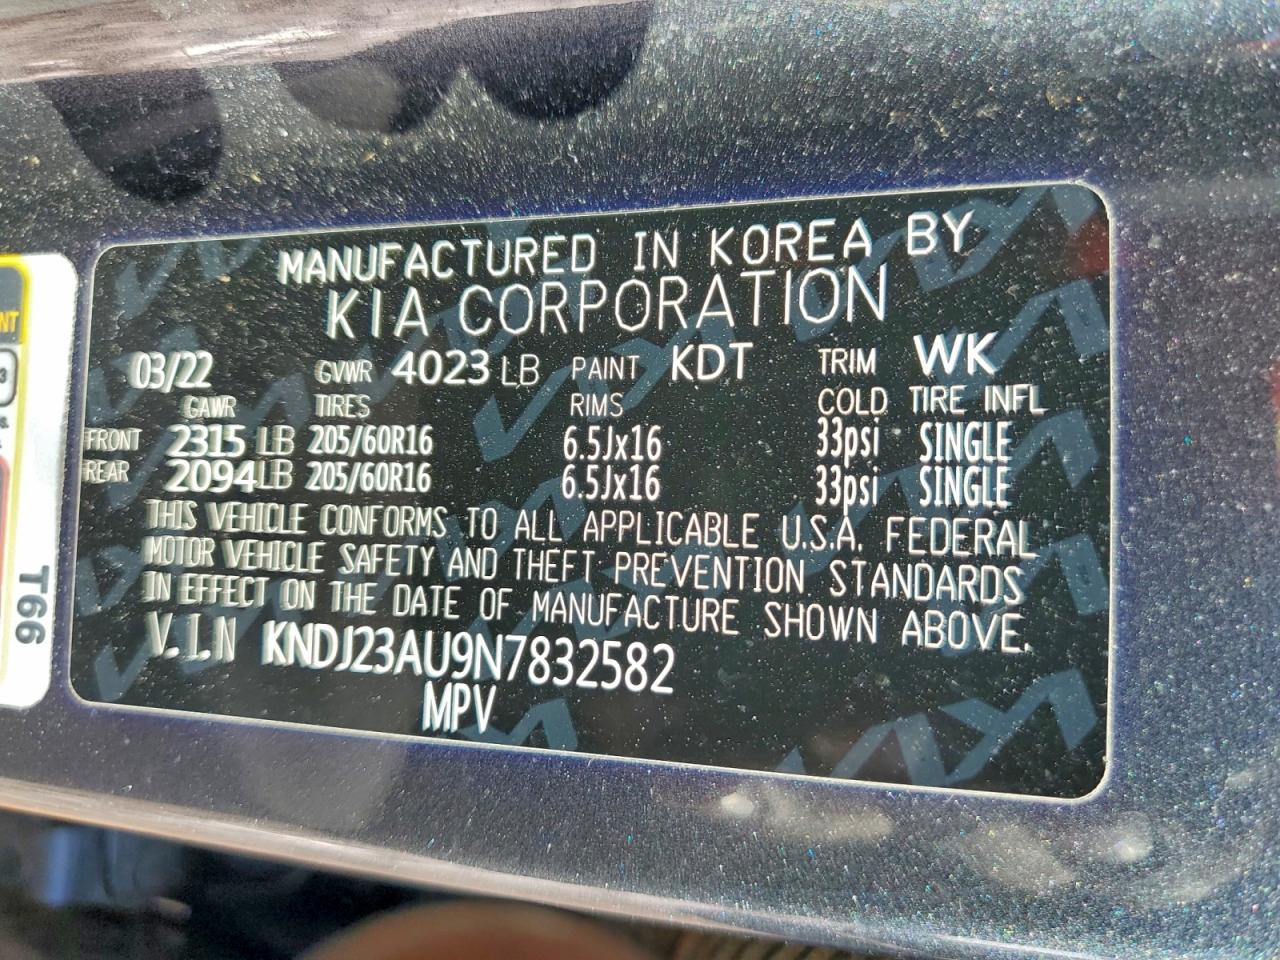 MANUFACTURED IN KOREA BY
KIA CORPORATION
03/22 GVWR 4023 LB PAINT KDT TRIM WK
GAWR TIRES RIMS COLD TIRE INFL
FRONT 2315 LB 205/60R16 6.5Jx16 33psi SINGLE
REAR 2094 LB 205/60R16 6.5Jx16 33psi SINGLE
THIS VEHICLE CONFORMS TO ALL APPLICABLE U.S.A. FEDERAL
MOTOR VEHICLE SAFETY AND THEFT PREVENTION STANDARDS
IN EFFECT ON THE DATE OF MANUFACTURE SHOWN ABOVE.
V.I.N KNDJ23AU9N7832582
MPV
T66